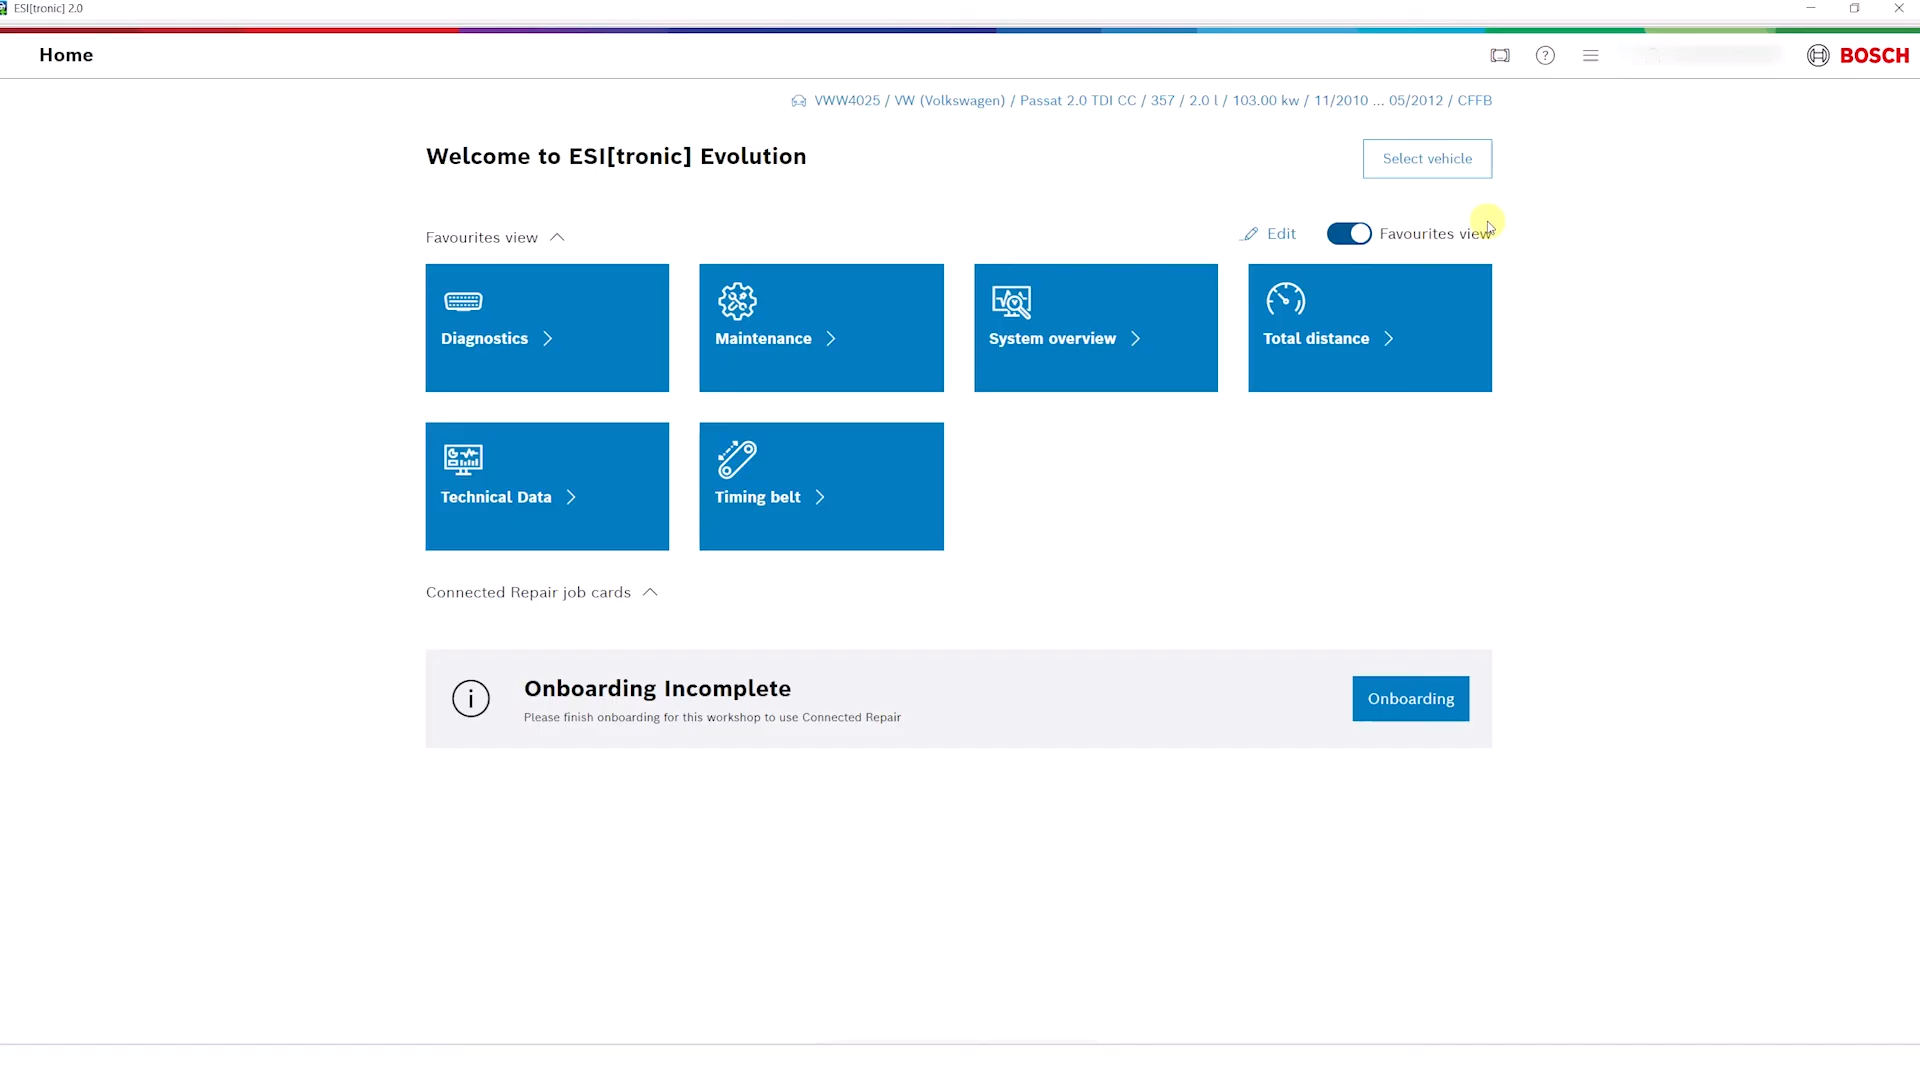 ESI[tronic] 2.0
Home
BOSCH
VWW4025 / VW (Volkswagen) / Passat 2.0 TDI CC / 357 / 2.0 l / 103.00 kw / 11/2010 ... 05/2012 / CFFB
Welcome to ESI[tronic] Evolution
Select vehicle
Favourites view
Edit
Favourites view
Diagnostics
Maintenance
System overview
Total distance
Technical Data
Timing belt
Connected Repair job cards
Onboarding Incomplete
Please finish onboarding for this workshop to use Connected Repair
Onboarding